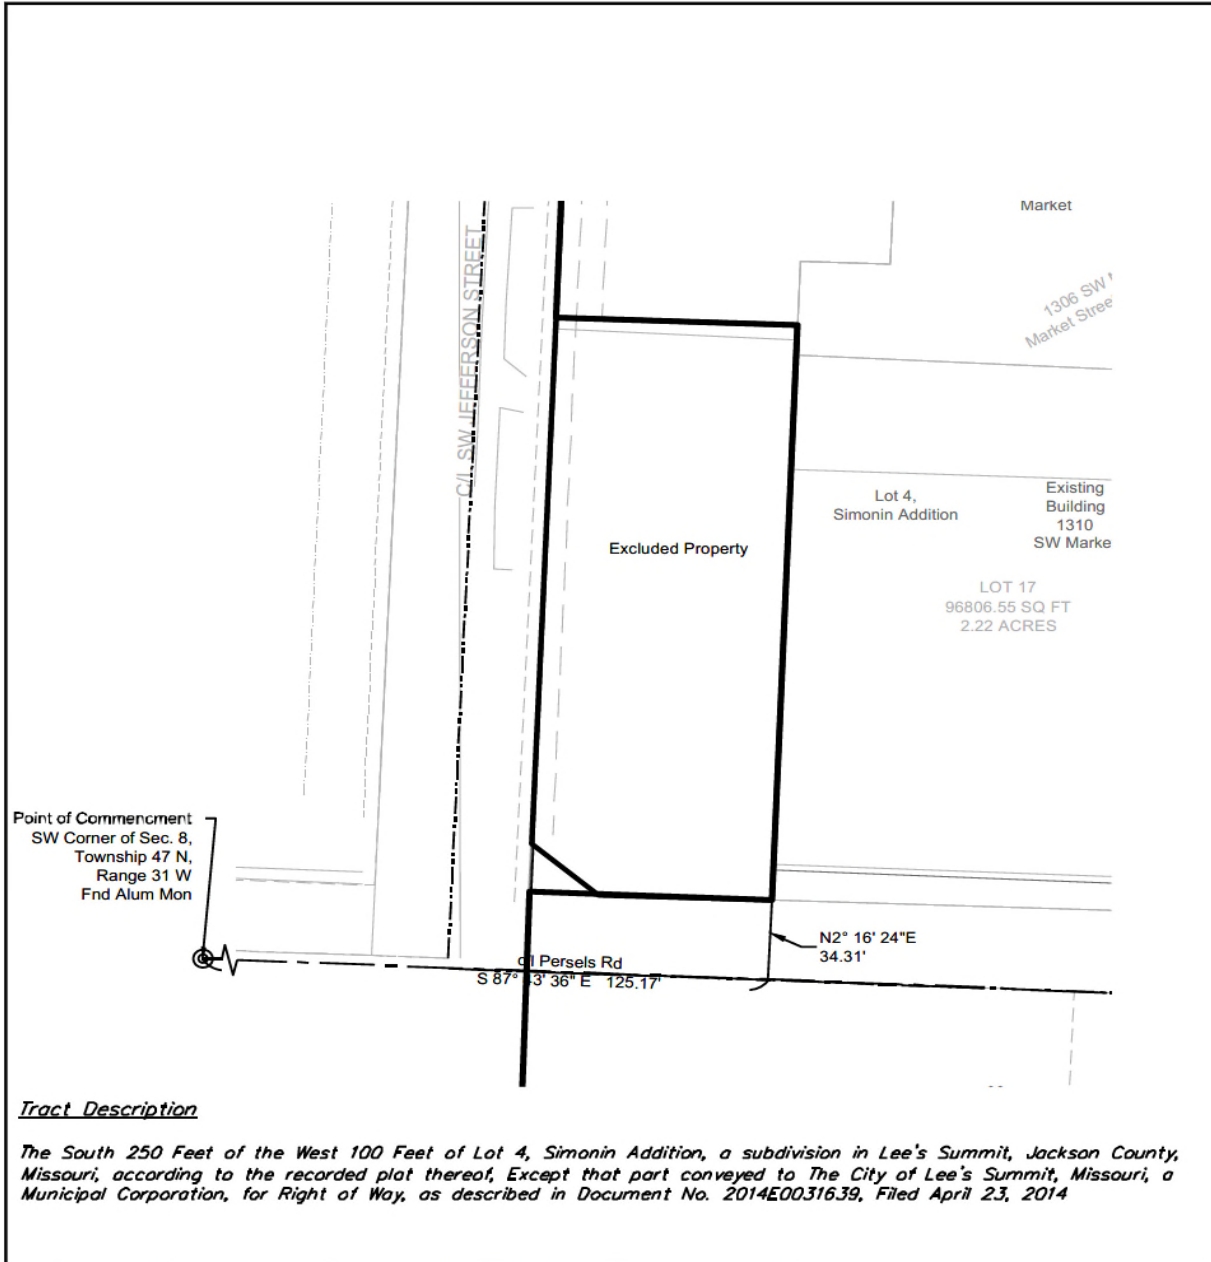 Market
1306 SW
Market Stree
C/L SW JEFFERSON STREET
Excluded Property
Lot 4,
Simonin Addition
Existing
Building
1310
SW Marke
LOT 17
96806.55 SQ FT
2.22 ACRES
Point of Commencment
SW Corner of Sec. 8,
Township 47 N,
Range 31 W
Fnd Alum Mon
N2° 16' 24"E
34.31'
c/l Persels Rd
S 87° 43' 36" E 125.17'
Tract Description
The South 250 Feet of the West 100 Feet of Lot 4, Simonin Addition, a subdivision in Lee's Summit, Jackson County,
Missouri, according to the recorded plat thereof, Except that part conveyed to The City of Lee's Summit, Missouri, a
Municipal Corporation, for Right of Way, as described in Document No. 2014E0031639, Filed April 23, 2014